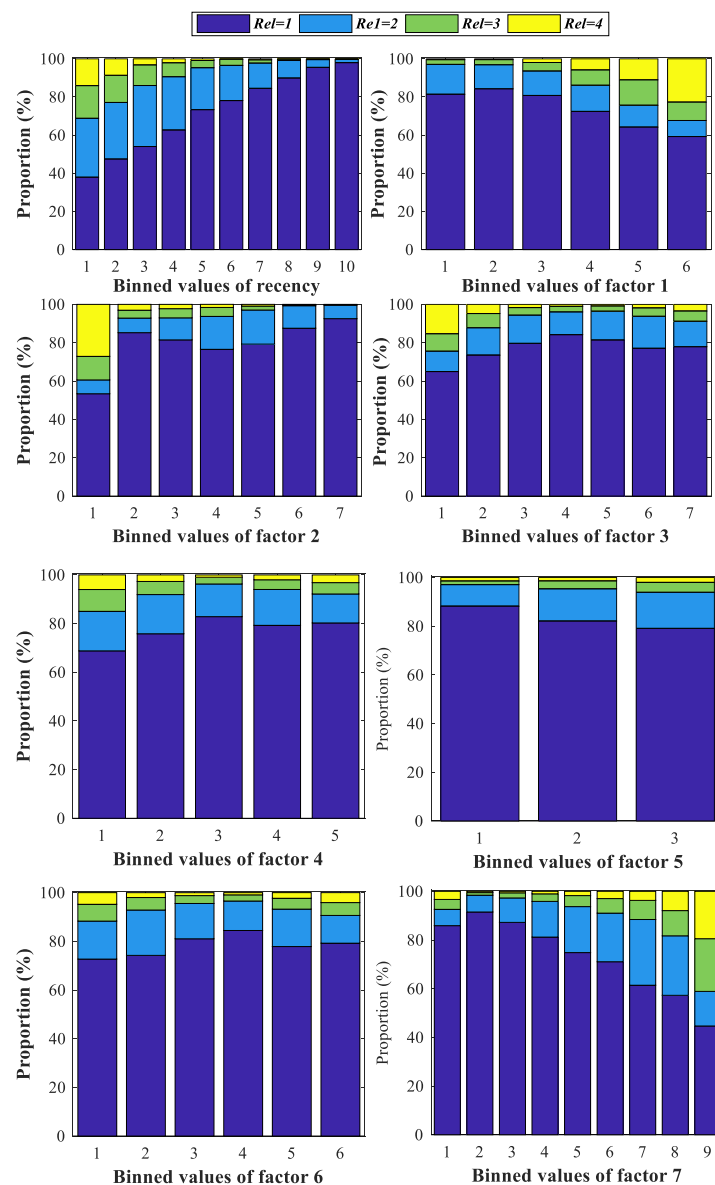 Rel=1 Re1=2 Rel=3 Rel=4
Proportion (%)
100
80
60
40
20
0
1 2 3 4 5 6 7 8 9 10
Binned values of recency
Proportion (%)
100
80
60
40
20
0
1 2 3 4 5 6
Binned values of factor 1
Proportion (%)
100
80
60
40
20
0
1 2 3 4 5 6 7
Binned values of factor 2
Proportion (%)
100
80
60
40
20
0
1 2 3 4 5 6 7
Binned values of factor 3
Proportion (%)
100
80
60
40
20
0
1 2 3 4 5
Binned values of factor 4
Proportion (%)
100
80
60
40
20
0
1 2 3
Binned values of factor 5
Proportion (%)
100
80
60
40
20
0
1 2 3 4 5 6
Binned values of factor 6
Proportion (%)
100
80
60
40
20
0
1 2 3 4 5 6 7 8 9
Binned values of factor 7